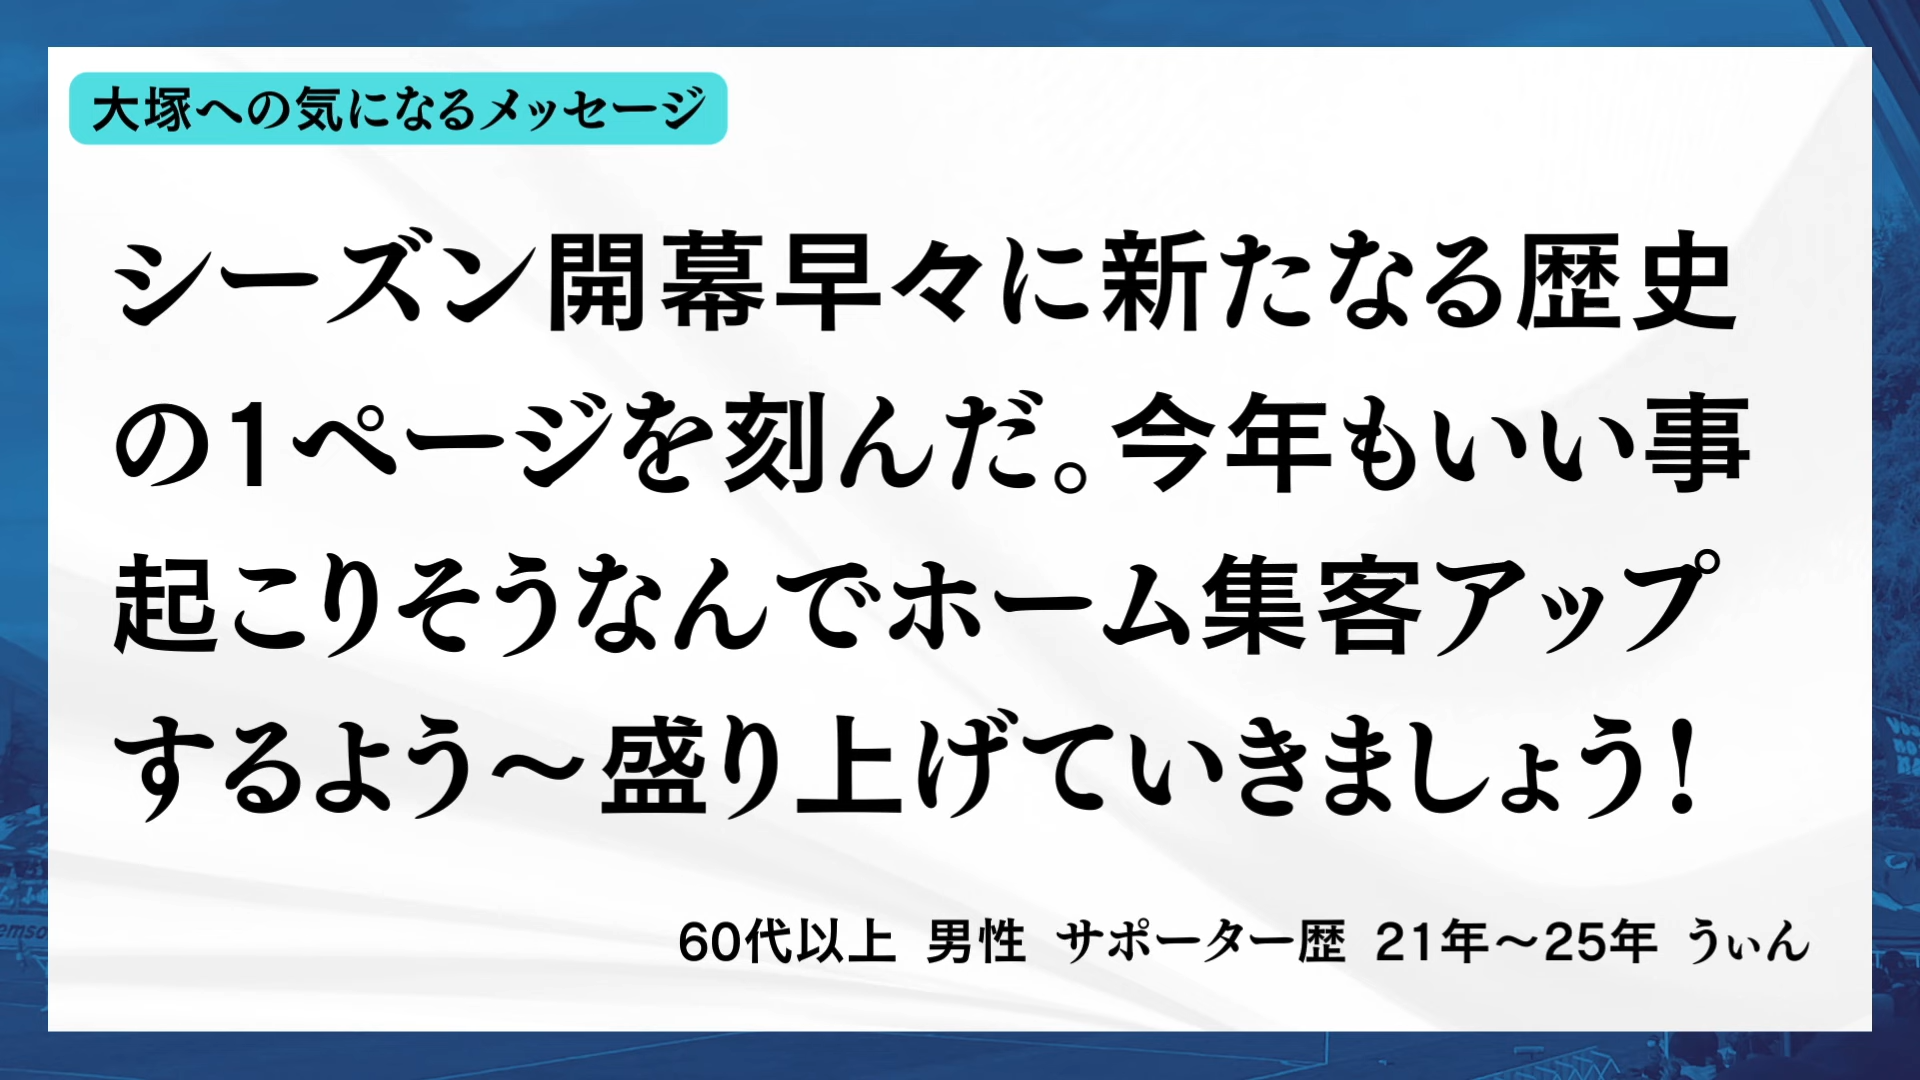 大塚への気になるメッセージ
シーズン開幕早々に新たなる歴史
の1ページを刻んだ。今年もいい事
起こりそうなんでホーム集客アップ
するよう～盛り上げていきましょう！
60代以上 男性 サポーター歴 21年～25年 うぃん